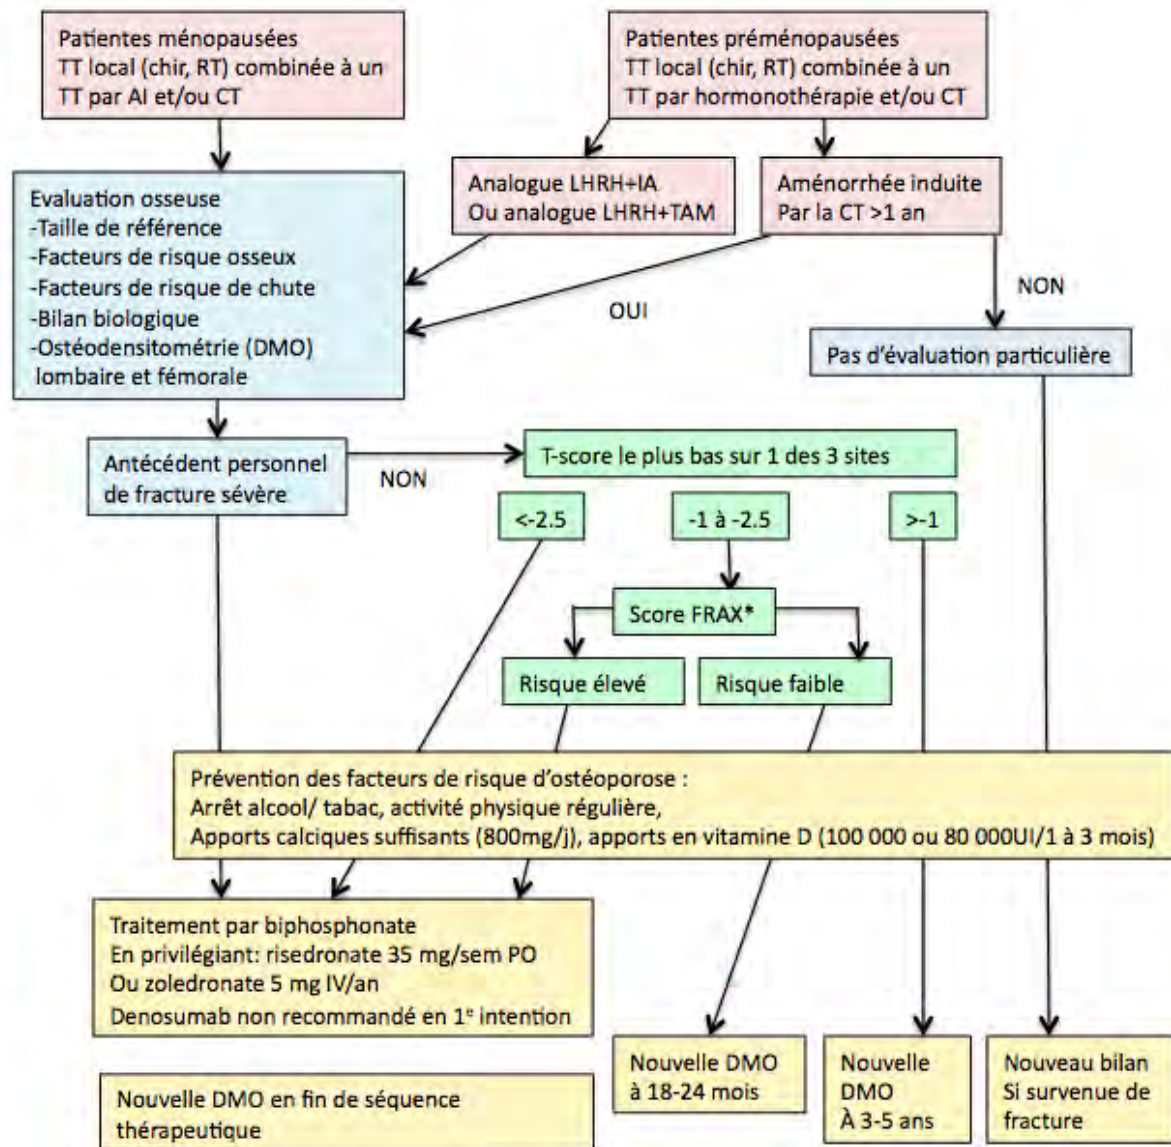 Patientes ménopausées
TT local (chir, RT) combinée à un
TT par AI et/ou CT
Patientes préménopausées
TT local (chir, RT) combinée à un
TT par hormonothérapie et/ou CT
Analogue LHRH+IA
Ou analogue LHRH+TAM
Aménorrhée induite
Par la CT >1 an
Evaluation osseuse
-Taille de référence
-Facteurs de risque osseux
-Facteurs de risque de chute
-Bilan biologique
-Ostéodensitométrie (DMO)
lombaire et fémorale
OUI
NON
Pas d'évaluation particulière
Antécédent personnel
de fracture sévère
NON
T-score le plus bas sur 1 des 3 sites
<-2.5
-1 à -2.5
>-1
Score FRAX*
Risque élevé
Risque faible
Prévention des facteurs de risque d'ostéoporose :
Arrêt alcool/ tabac, activité physique régulière,
Apports calciques suffisants (800mg/j), apports en vitamine D (100 000 ou 80 000UI/1 à 3 mois)
Traitement par biphosphonate
En privilégiant: risedronate 35 mg/sem PO
Ou zoledronate 5 mg IV/an
Denosumab non recommandé en 1e intention
Nouvelle DMO
à 18-24 mois
Nouvelle
DMO
À 3-5 ans
Nouveau bilan
Si survenue de
fracture
Nouvelle DMO en fin de séquence
thérapeutique